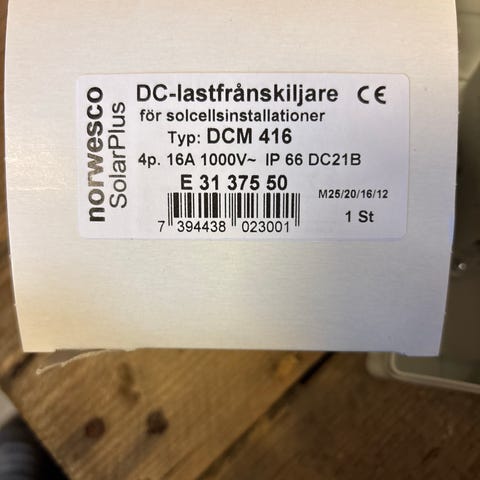 norwesco
SolarPlus
DC-lastfrånskiljare CE
för solcellsinstallationer
Typ: DCM 416
4p. 16A 1000V~ IP 66 DC21B
E 31 375 50
M25/20/16/12
1 St
7 394438 023001